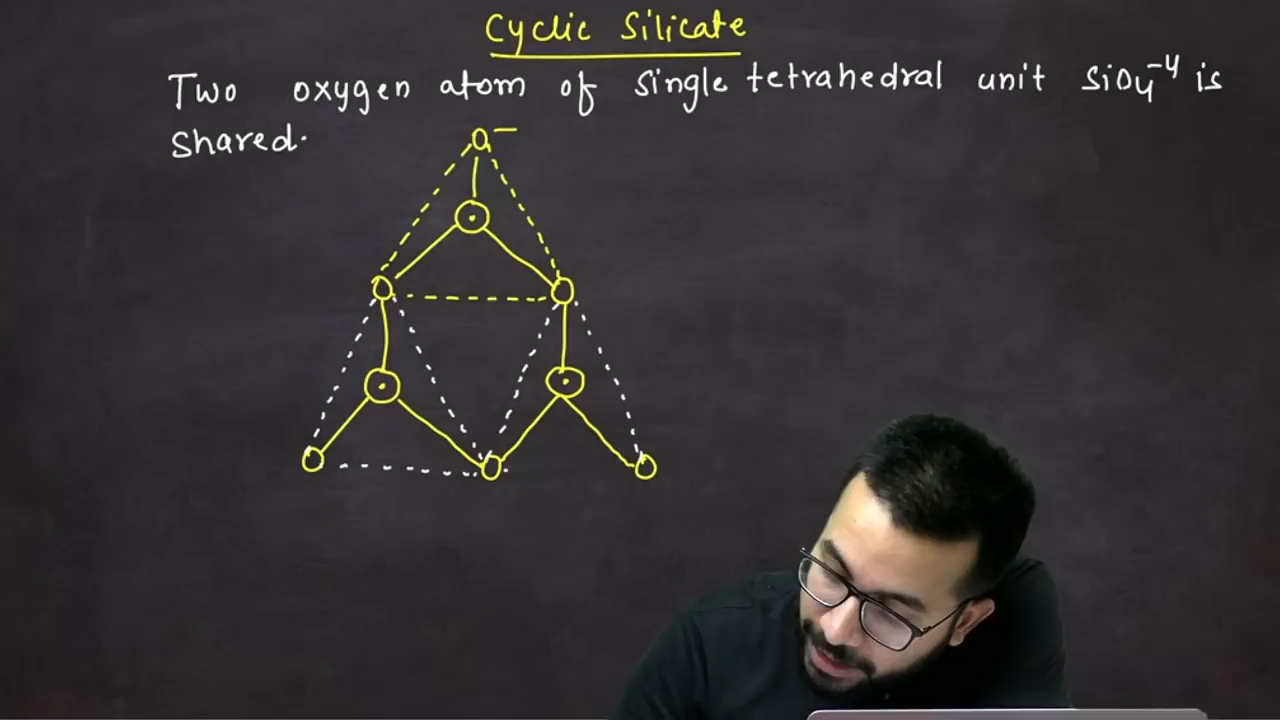 Cyclic Silicate
Two oxygen atom of single tetrahedral unit SiO₄⁻⁴ is
shared.
O⁻